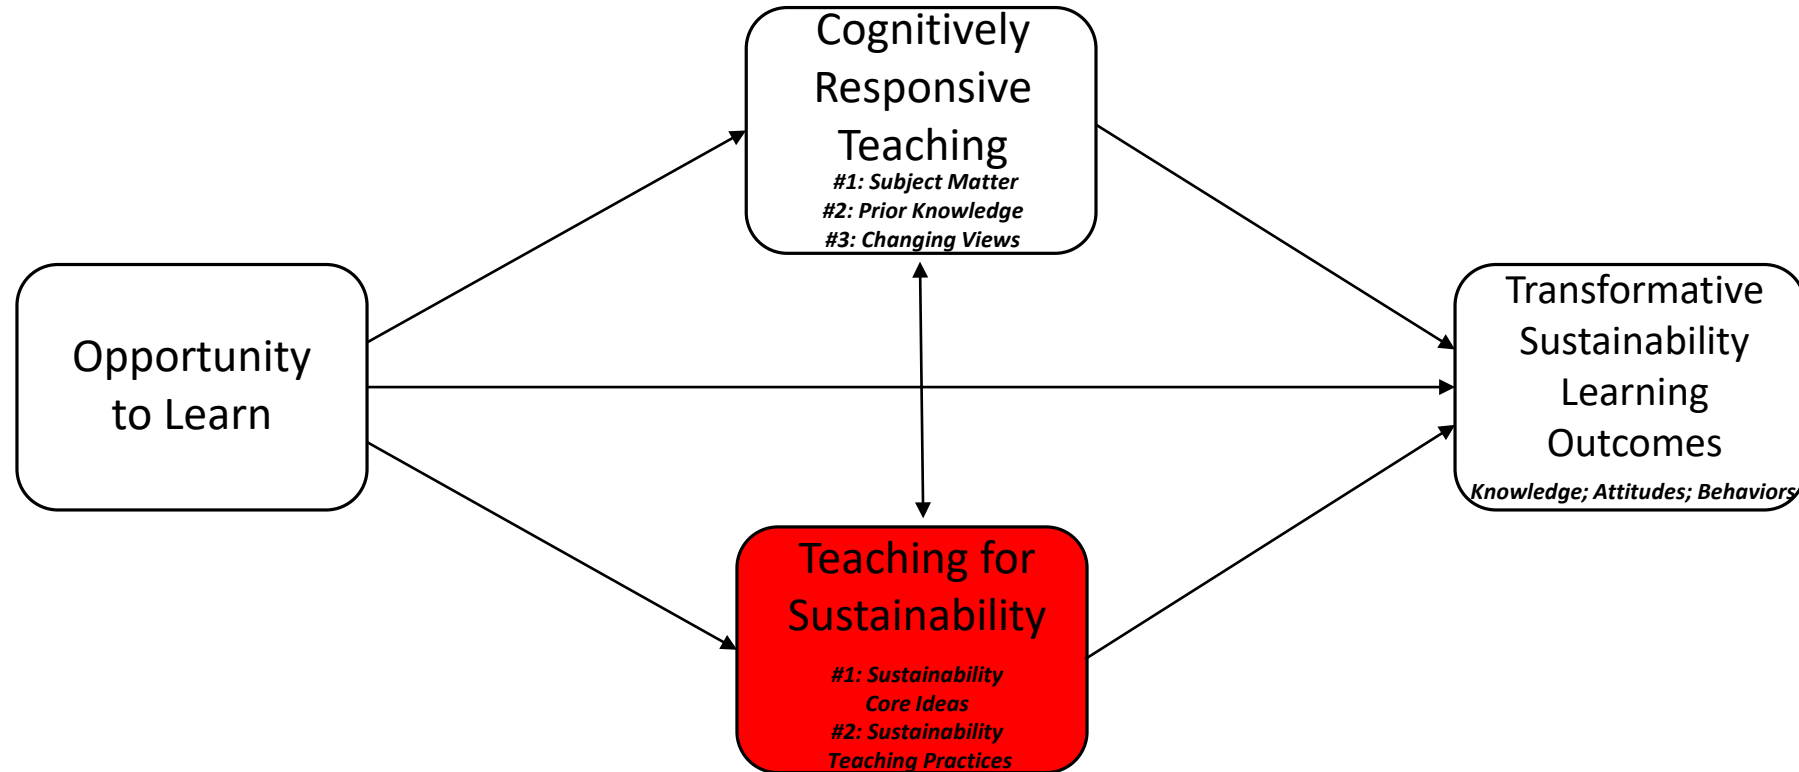 Cognitively
Responsive
Teaching
#1: Subject Matter
#2: Prior Knowledge
#3: Changing Views
Opportunity
to Learn
Transformative
Sustainability
Learning
Outcomes
Knowledge; Attitudes; Behaviors
Teaching for
Sustainability
#1: Sustainability
Core Ideas
#2: Sustainability
Teaching Practices